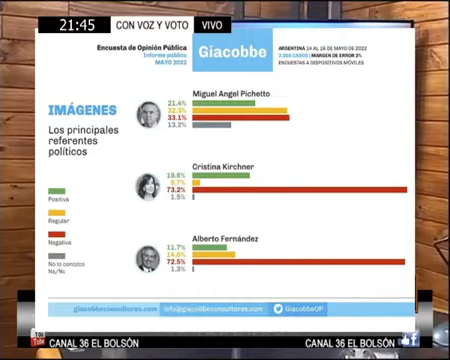 21:45 CON VOZ Y VOTO VIVO
Encuesta de Opinión Pública
Informe público
MAYO 2022
Giacobbe
ARGENTINA 14 AL 18 DE MAYO DE 2022
2.500 CASOS | MARGEN DE ERROR 2%
ENCUESTAS A DISPOSITIVOS MÓVILES
IMÁGENES
Los principales
referentes
políticos
Positiva
Regular
Negativa
No lo conozco
Ns/Nc
Miguel Angel Pichetto
21.4%
32.3%
33.1%
13.2%
Cristina Kirchner
19.6%
5.7%
73.2%
1.5%
Alberto Fernández
11.7%
14.6%
72.5%
1.3%
giacobbeconsultores.com
info@giacobbeconsultores.com
GiacobbeOP
You Tube
CANAL 36 EL BOLSÓN
CANAL 36 EL BOLSÓN
f